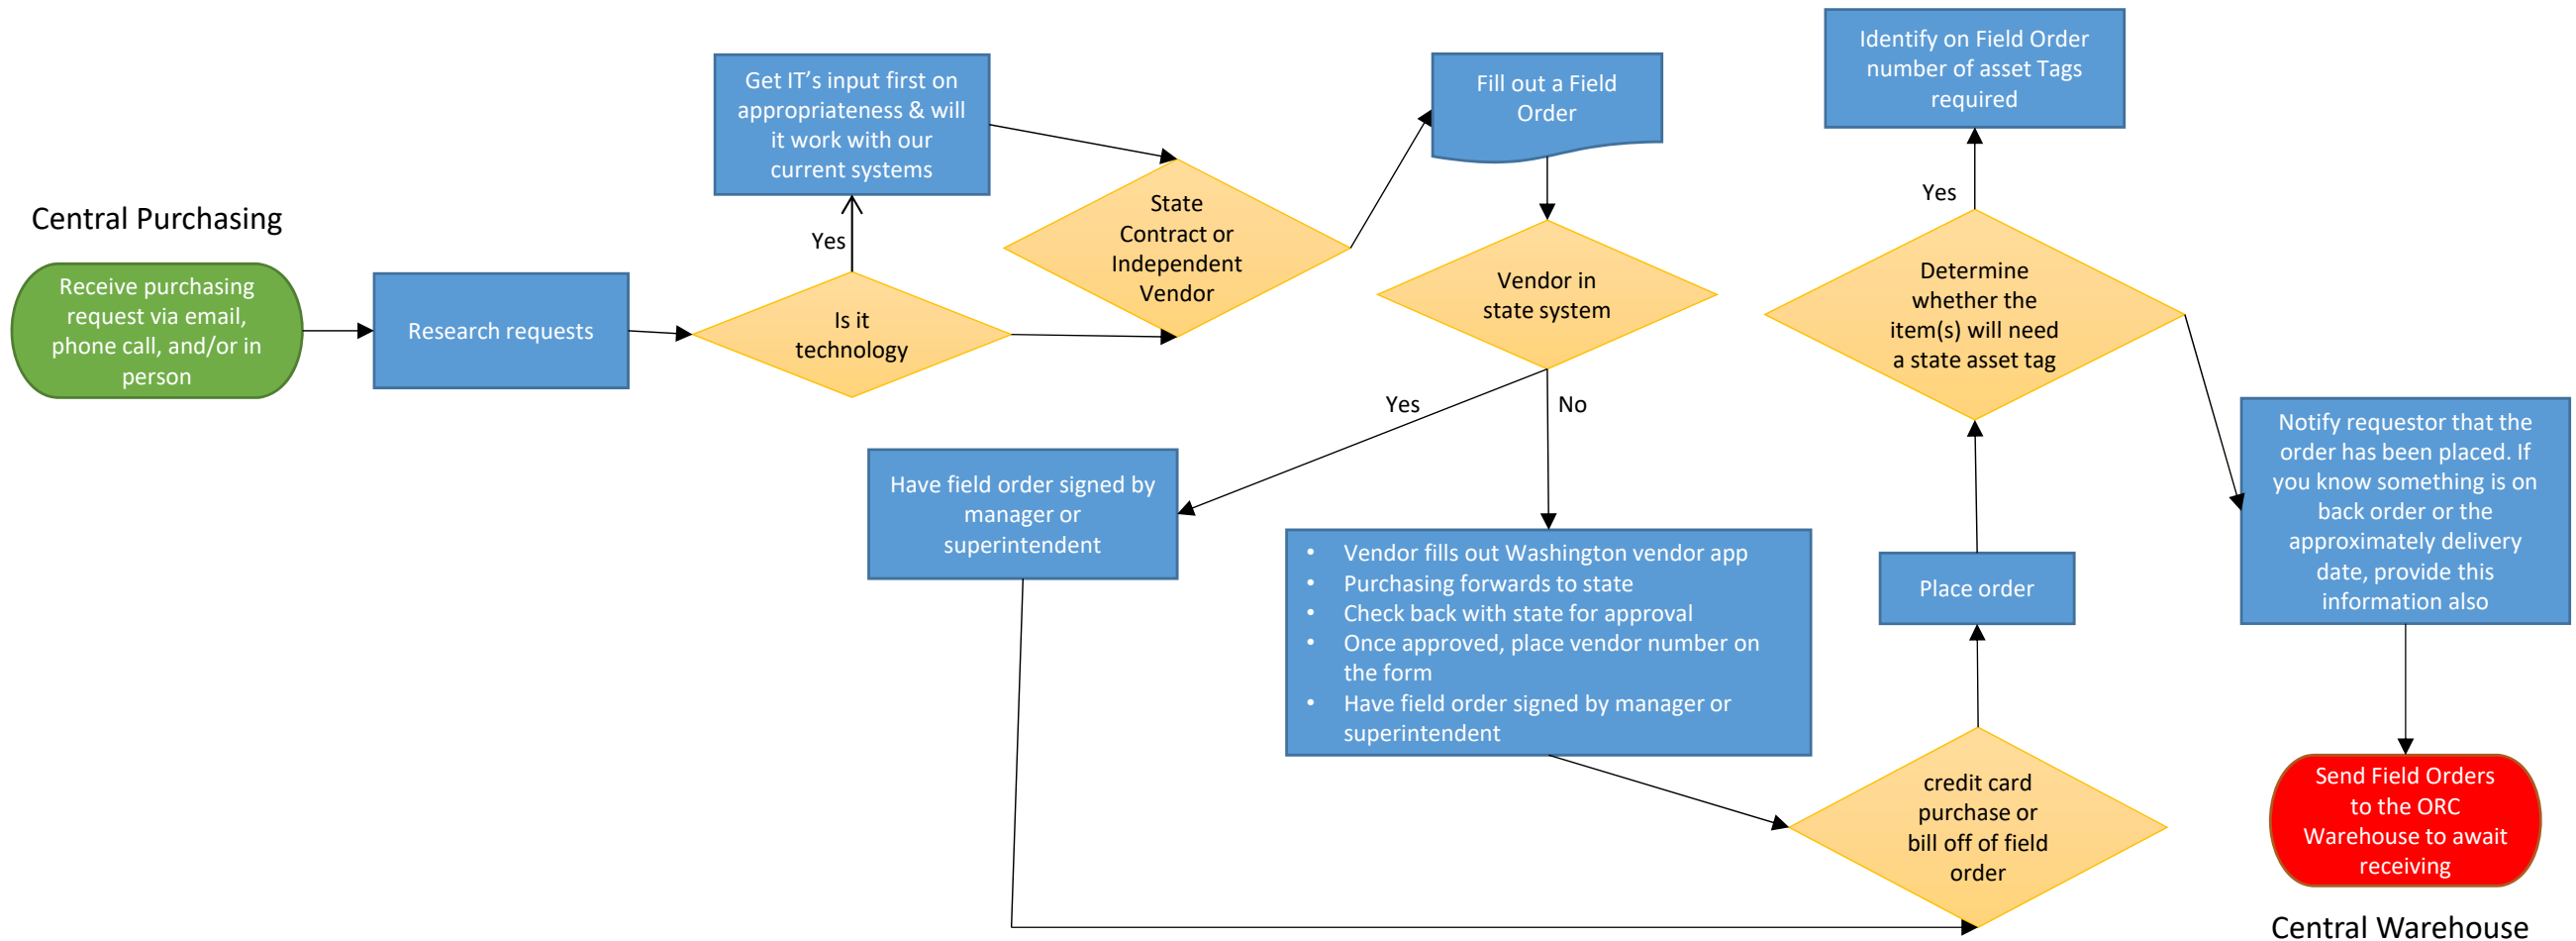 Central Purchasing
Receive purchasing
request via email,
phone call, and/or in
person
Research requests
Is it
technology
Yes
Get IT’s input first on
appropriateness & will
it work with our
current systems
State
Contract or
Independent
Vendor
Fill out a Field
Order
Vendor in
state system
Yes
No
Have field order signed by
manager or
superintendent
• Vendor fills out Washington vendor app
• Purchasing forwards to state
• Check back with state for approval
• Once approved, place vendor number on
the form
• Have field order signed by manager or
superintendent
credit card
purchase or
bill off of field
order
Place order
Determine
whether the
item(s) will need
a state asset tag
Yes
Identify on Field Order
number of asset Tags
required
Notify requestor that the
order has been placed. If
you know something is on
back order or the
approximately delivery
date, provide this
information also
Send Field Orders
to the ORC
Warehouse to await
receiving
Central Warehouse